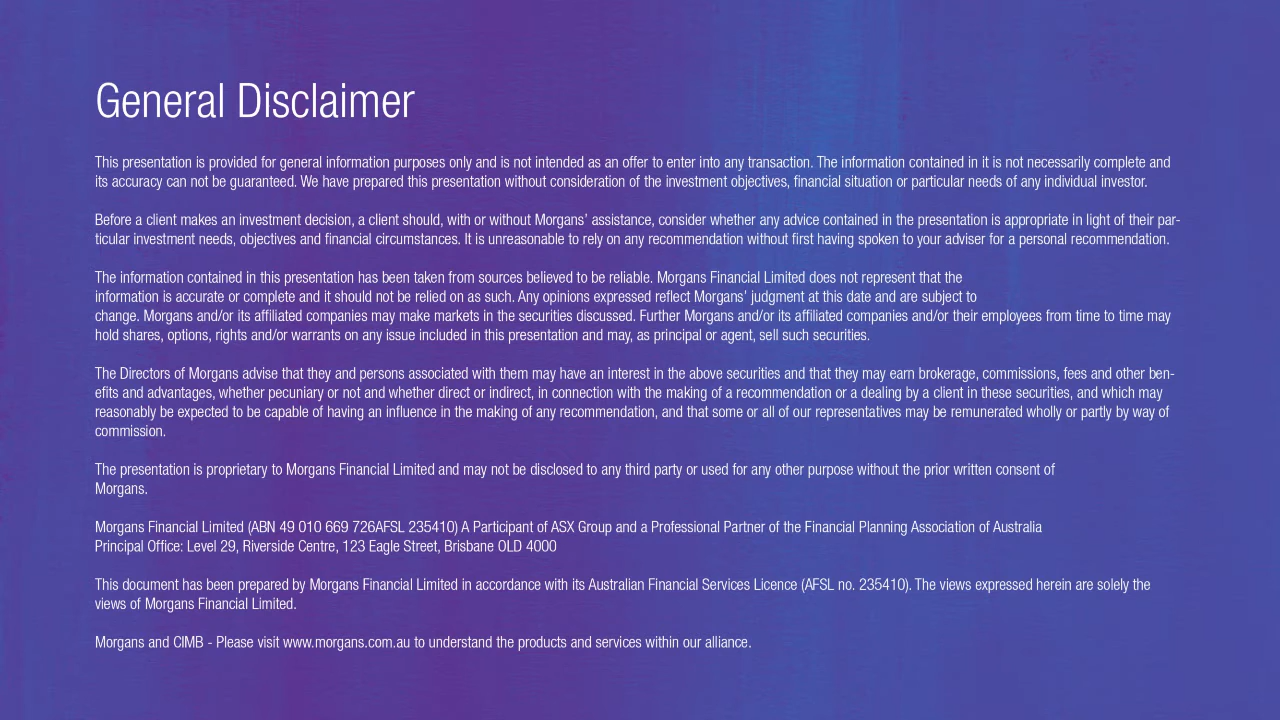 General Disclaimer
This presentation is provided for general information purposes only and is not intended as an offer to enter into any transaction. The information contained in it is not necessarily complete and
its accuracy can not be guaranteed. We have prepared this presentation without consideration of the investment objectives, financial situation or particular needs of any individual investor.
Before a client makes an investment decision, a client should, with or without Morgans' assistance, consider whether any advice contained in the presentation is appropriate in light of their par-
ticular investment needs, objectives and financial circumstances. It is unreasonable to rely on any recommendation without first having spoken to your adviser for a personal recommendation.
The information contained in this presentation has been taken from sources believed to be reliable. Morgans Financial Limited does not represent that the
information is accurate or complete and it should not be relied on as such. Any opinions expressed reflect Morgans' judgment at this date and are subject to
change. Morgans and/or its affiliated companies may make markets in the securities discussed. Further Morgans and/or its affiliated companies and/or their employees from time to time may
hold shares, options, rights and/or warrants on any issue included in this presentation and may, as principal or agent, sell such securities.
The Directors of Morgans advise that they and persons associated with them may have an interest in the above securities and that they may earn brokerage, commissions, fees and other ben-
efits and advantages, whether pecuniary or not and whether direct or indirect, in connection with the making of a recommendation or a dealing by a client in these securities, and which may
reasonably be expected to be capable of having an influence in the making of any recommendation, and that some or all of our representatives may be remunerated wholly or partly by way of
commission.
The presentation is proprietary to Morgans Financial Limited and may not be disclosed to any third party or used for any other purpose without the prior written consent of
Morgans.
Morgans Financial Limited (ABN 49 010 669 726AFSL 235410) A Participant of ASX Group and a Professional Partner of the Financial Planning Association of Australia
Principal Office: Level 29, Riverside Centre, 123 Eagle Street, Brisbane OLD 4000
This document has been prepared by Morgans Financial Limited in accordance with its Australian Financial Services Licence (AFSL no. 235410). The views expressed herein are solely the
views of Morgans Financial Limited.
Morgans and CIMB - Please visit www.morgans.com.au to understand the products and services within our alliance.